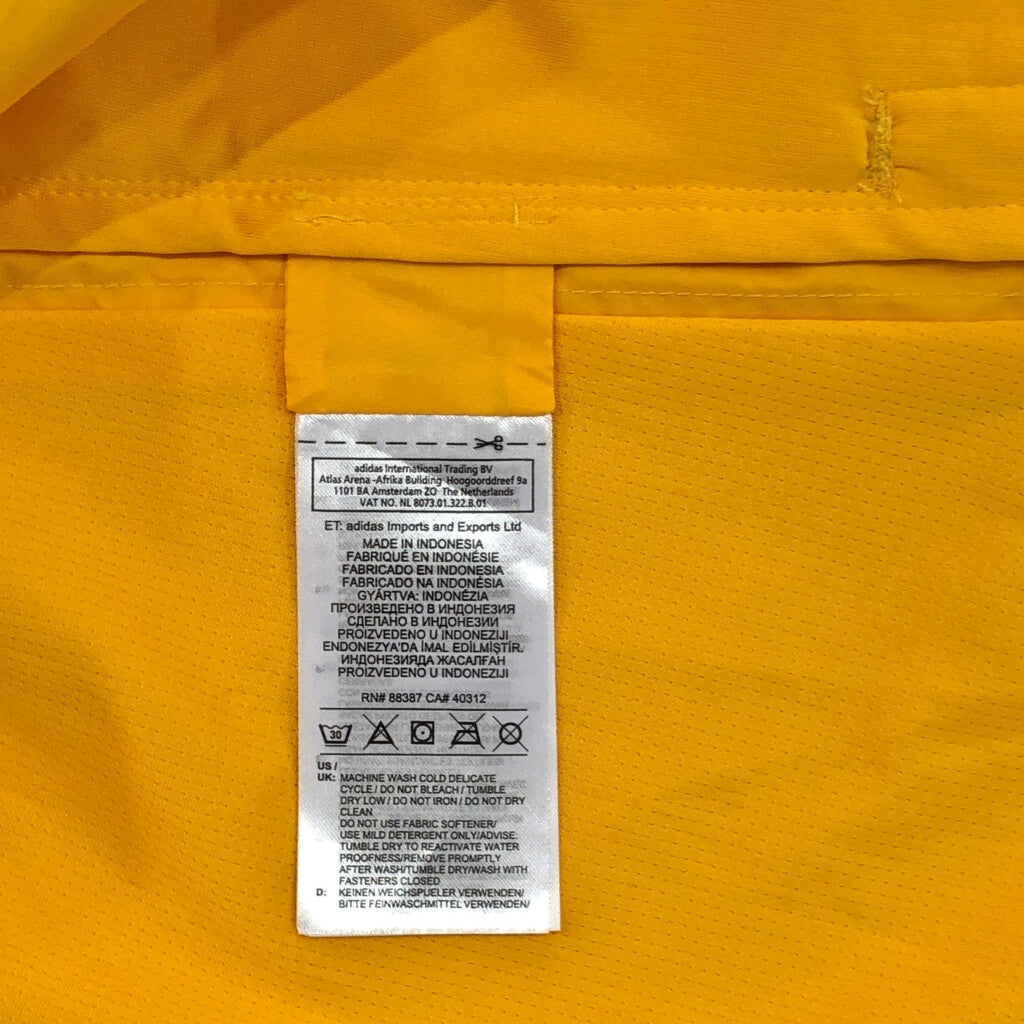 adidas International Trading BV
Atlas Arena -Afrika Building Hoogoorddreef 9a
1101 BA Amsterdam ZO The Netherlands
VAT NO. NL 8073.01.322.B.01
ET: adidas Imports and Exports Ltd
MADE IN INDONESIA
FABRIQUÉ EN INDONÉSIE
FABRICADO EN INDONESIA
FABRICADO NA INDONÉSIA
GYÁRTVA: INDONÉZIA
ПРОИЗВЕДЕНО В ИНДОНЕЗИЯ
СДЕЛАНО В ИНДОНЕЗИИ
PROIZVEDENO U INDONEZIJI
ENDONEZYA'DA İMAL EDİLMİŞTİR.
ИНДОНЕЗИЯДА ЖАСАЛҒАН
PROIZVEDENO U INDONEZIJI
RN# 88387 CA# 40312
30
US /
UK: MACHINE WASH COLD DELICATE
CYCLE / DO NOT BLEACH / TUMBLE
DRY LOW / DO NOT IRON / DO NOT DRY
CLEAN
DO NOT USE FABRIC SOFTENER/
USE MILD DETERGENT ONLY/ADVISE:
TUMBLE DRY TO REACTIVATE WATER
PROOFNESS/REMOVE PROMPTLY
AFTER WASH/TUMBLE DRY/WASH WITH
FASTENERS CLOSED
D: KEINEN WEICHSPUELER VERWENDEN/
BITTE FEINWASCHMITTEL VERWENDEN/